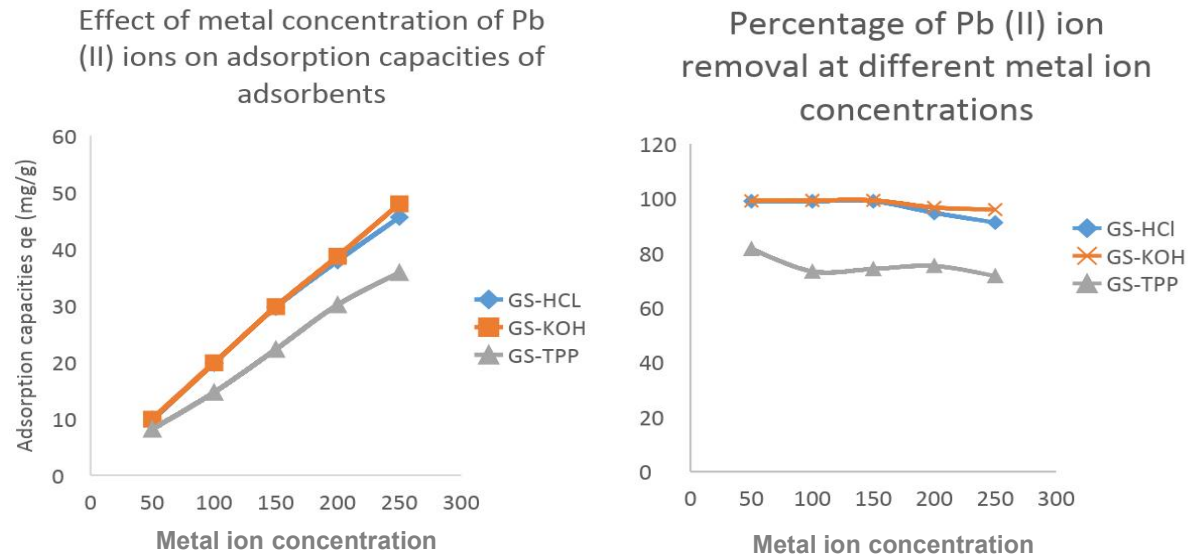 Effect of metal concentration of Pb
(II) ions on adsorption capacities of
adsorbents
60
50
40
30
20
10
0
Adsorption capacities qe (mg/g)
0 50 100 150 200 250 300
Metal ion concentration
GS-HCL
GS-KOH
GS-TPP
Percentage of Pb (II) ion
removal at different metal ion
concentrations
120
100
80
60
40
20
0
0 50 100 150 200 250 300
Metal ion concentration
GS-HCl
GS-KOH
GS-TPP